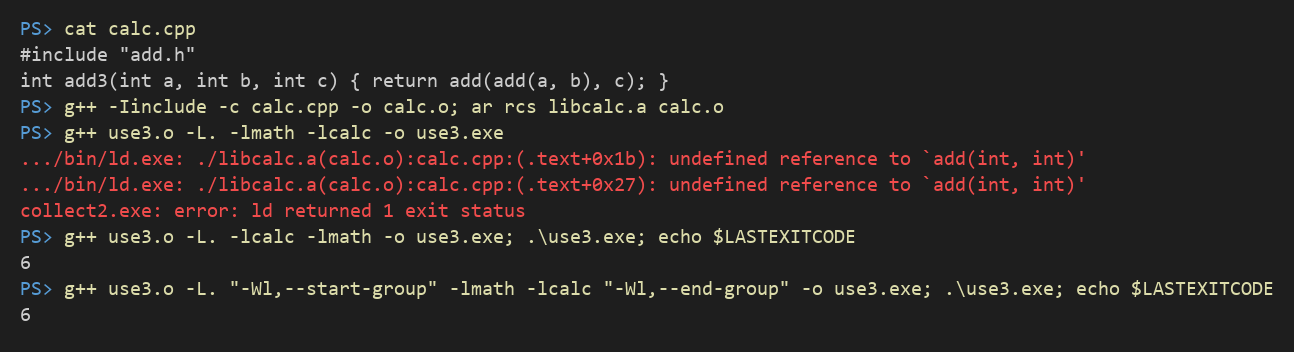 PS> cat calc.cpp
#include "add.h"
int add3(int a, int b, int c) { return add(add(a, b), c); }
PS> g++ -Iinclude -c calc.cpp -o calc.o; ar rcs libcalc.a calc.o
PS> g++ use3.o -L. -lmath -lcalc -o use3.exe
.../bin/ld.exe: ./libcalc.a(calc.o):calc.cpp:(.text+0x1b): undefined reference to `add(int, int)'
.../bin/ld.exe: ./libcalc.a(calc.o):calc.cpp:(.text+0x27): undefined reference to `add(int, int)'
collect2.exe: error: ld returned 1 exit status
PS> g++ use3.o -L. -lcalc -lmath -o use3.exe; .\use3.exe; echo $LASTEXITCODE
6
PS> g++ use3.o -L. "-Wl,--start-group" -lmath -lcalc "-Wl,--end-group" -o use3.exe; .\use3.exe; echo $LASTEXITCODE
6